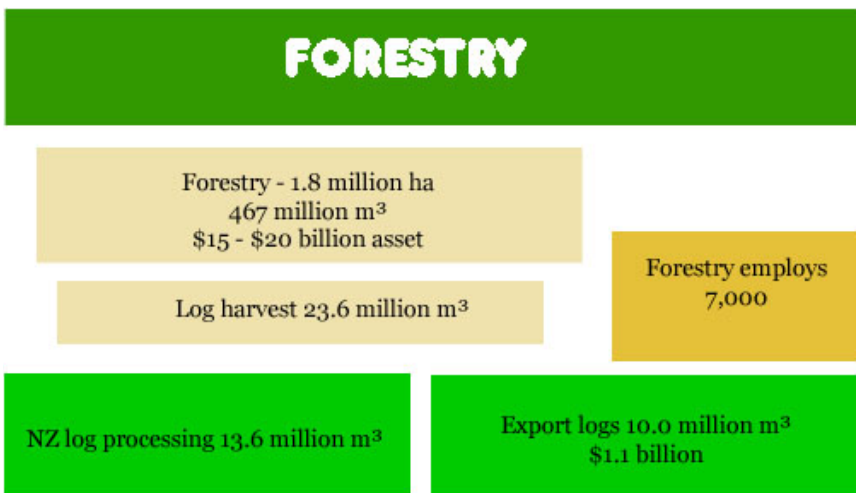 FORESTRY
Forestry - 1.8 million ha
467 million m³
$15 - $20 billion asset
Forestry employs
7,000
Log harvest 23.6 million m³
NZ log processing 13.6 million m³
Export logs 10.0 million m³
$1.1 billion